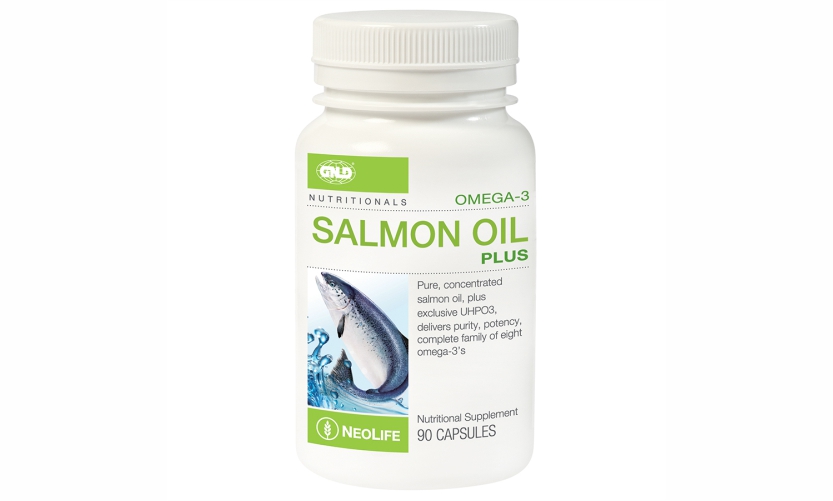 GNLD
NUTRITIONALS
OMEGA-3
SALMON OIL
PLUS
Pure, concentrated
salmon oil, plus
exclusive UHPO3,
delivers purity, potency,
complete family of eight
omega-3's
Nutritional Supplement
90 CAPSULES
NEOLIFE